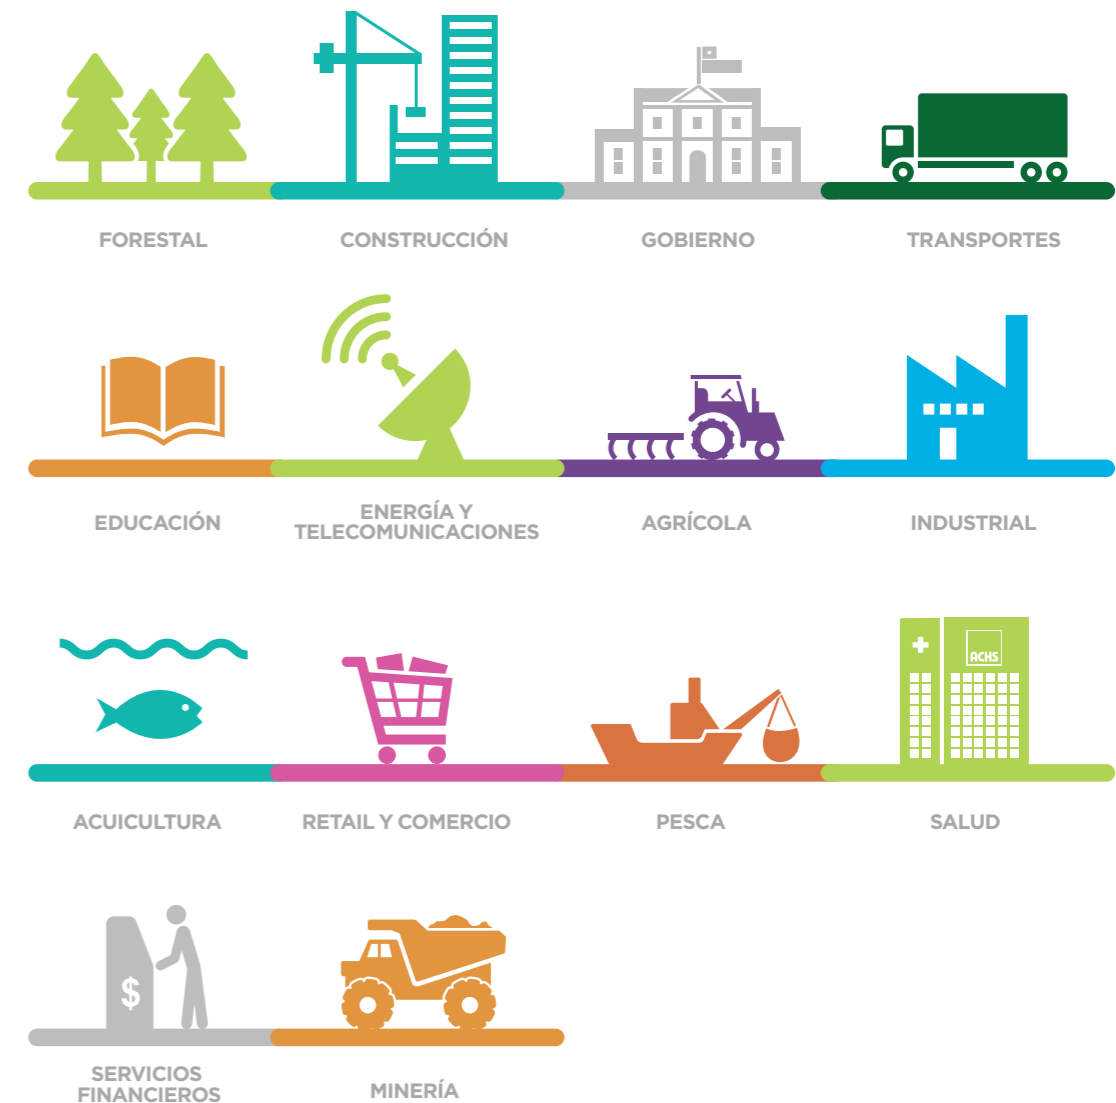 FORESTAL
CONSTRUCCIÓN
GOBIERNO
TRANSPORTES
EDUCACIÓN
ENERGÍA Y
TELECOMUNICACIONES
AGRÍCOLA
INDUSTRIAL
ACHS
ACUICULTURA
RETAIL Y COMERCIO
PESCA
SALUD
$
SERVICIOS
FINANCIEROS
MINERÍA